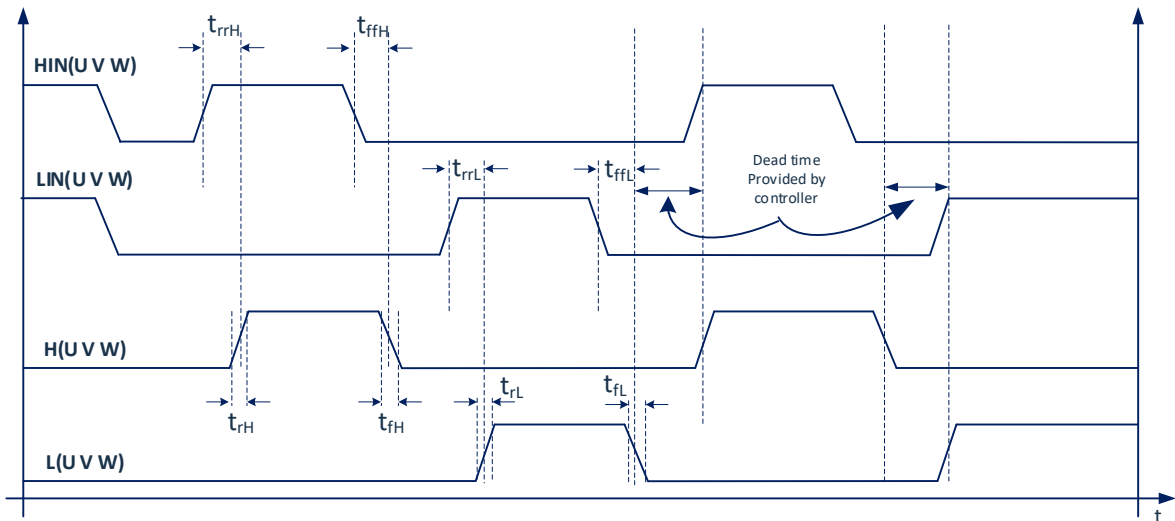 t_rrH
t_ffH
HIN(U V W)
t_rrL
t_ffL
Dead time
Provided by
controller
LIN(U V W)
H(U V W)
t_rH
t_fH
t_rL
t_fL
L(U V W)
t